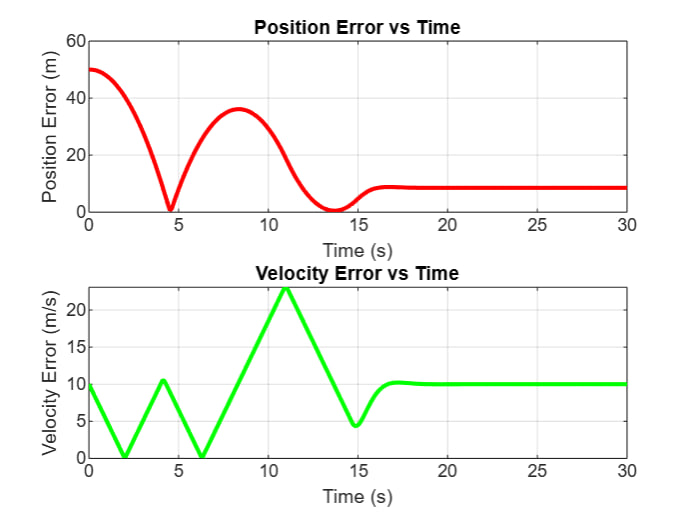 Position Error vs Time
Position Error (m)
60
40
20
0
0 5 10 15 20 25 30
Time (s)
Velocity Error vs Time
Velocity Error (m/s)
20
15
10
5
0
0 5 10 15 20 25 30
Time (s)